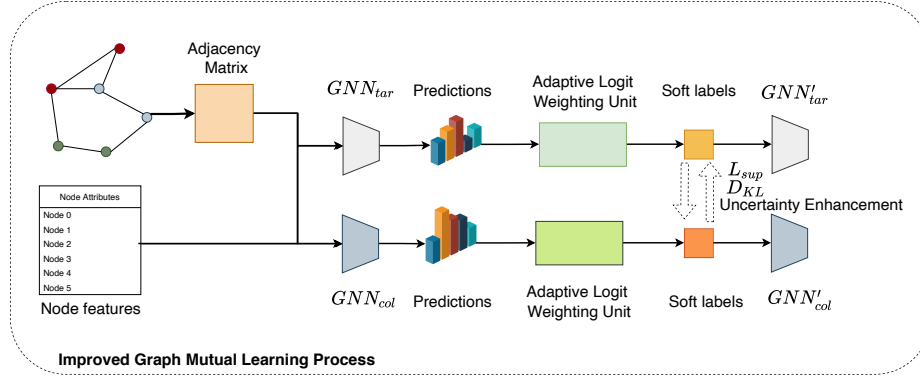 Adjacency
Matrix
Node Attributes
Node 0
Node 1
Node 2
Node 3
Node 4
Node 5
Node features
GNN_tar
Predictions
Adaptive Logit
Weighting Unit
Soft labels
GNN'_tar
L_sup
D_KL
Uncertainty Enhancement
GNN_col
Predictions
Adaptive Logit
Weighting Unit
Soft labels
GNN'_col
Improved Graph Mutual Learning Process